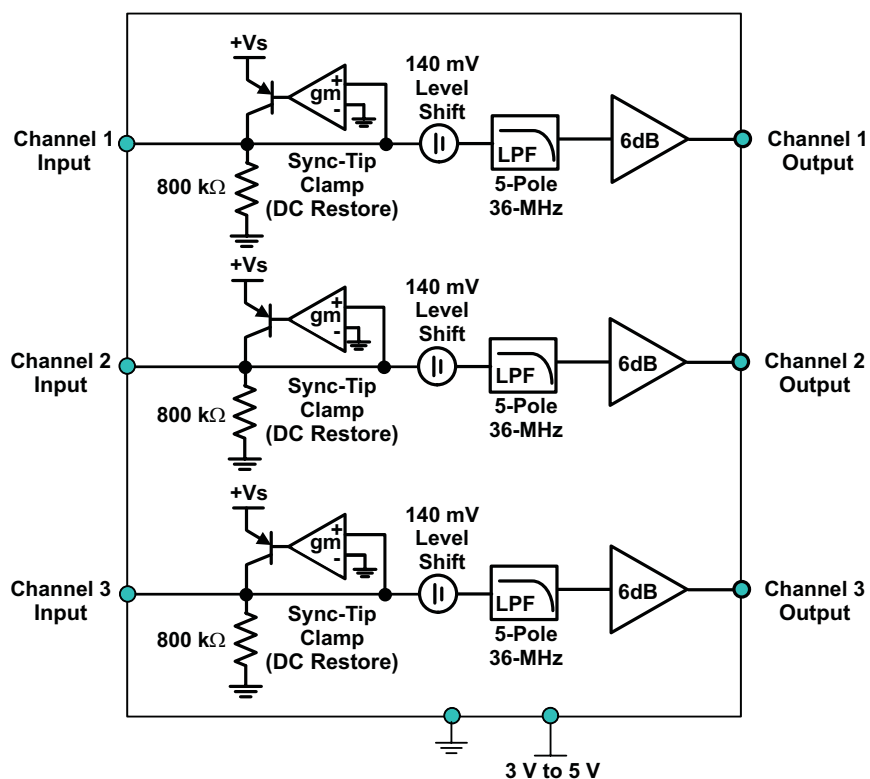 +Vs
140 mV
Level
Shift
+
gm
-
Channel 1
Input
LPF
6dB
Channel 1
Output
800 kΩ
Sync-Tip
Clamp
(DC Restore)
5-Pole
36-MHz
+Vs
140 mV
Level
Shift
+
gm
-
Channel 2
Input
LPF
6dB
Channel 2
Output
800 kΩ
Sync-Tip
Clamp
(DC Restore)
5-Pole
36-MHz
+Vs
140 mV
Level
Shift
+
gm
-
Channel 3
Input
LPF
6dB
Channel 3
Output
800 kΩ
Sync-Tip
Clamp
(DC Restore)
5-Pole
36-MHz
3 V to 5 V